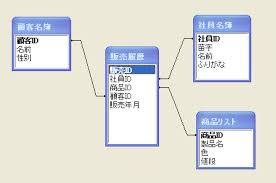 顧客名簿
顧客ID
名前
性別
販売履歴
販売ID
社員ID
商品ID
顧客ID
販売年月
社員名簿
社員ID
苗字
名前
ふりがな
商品リスト
商品ID
製品名
色
値段